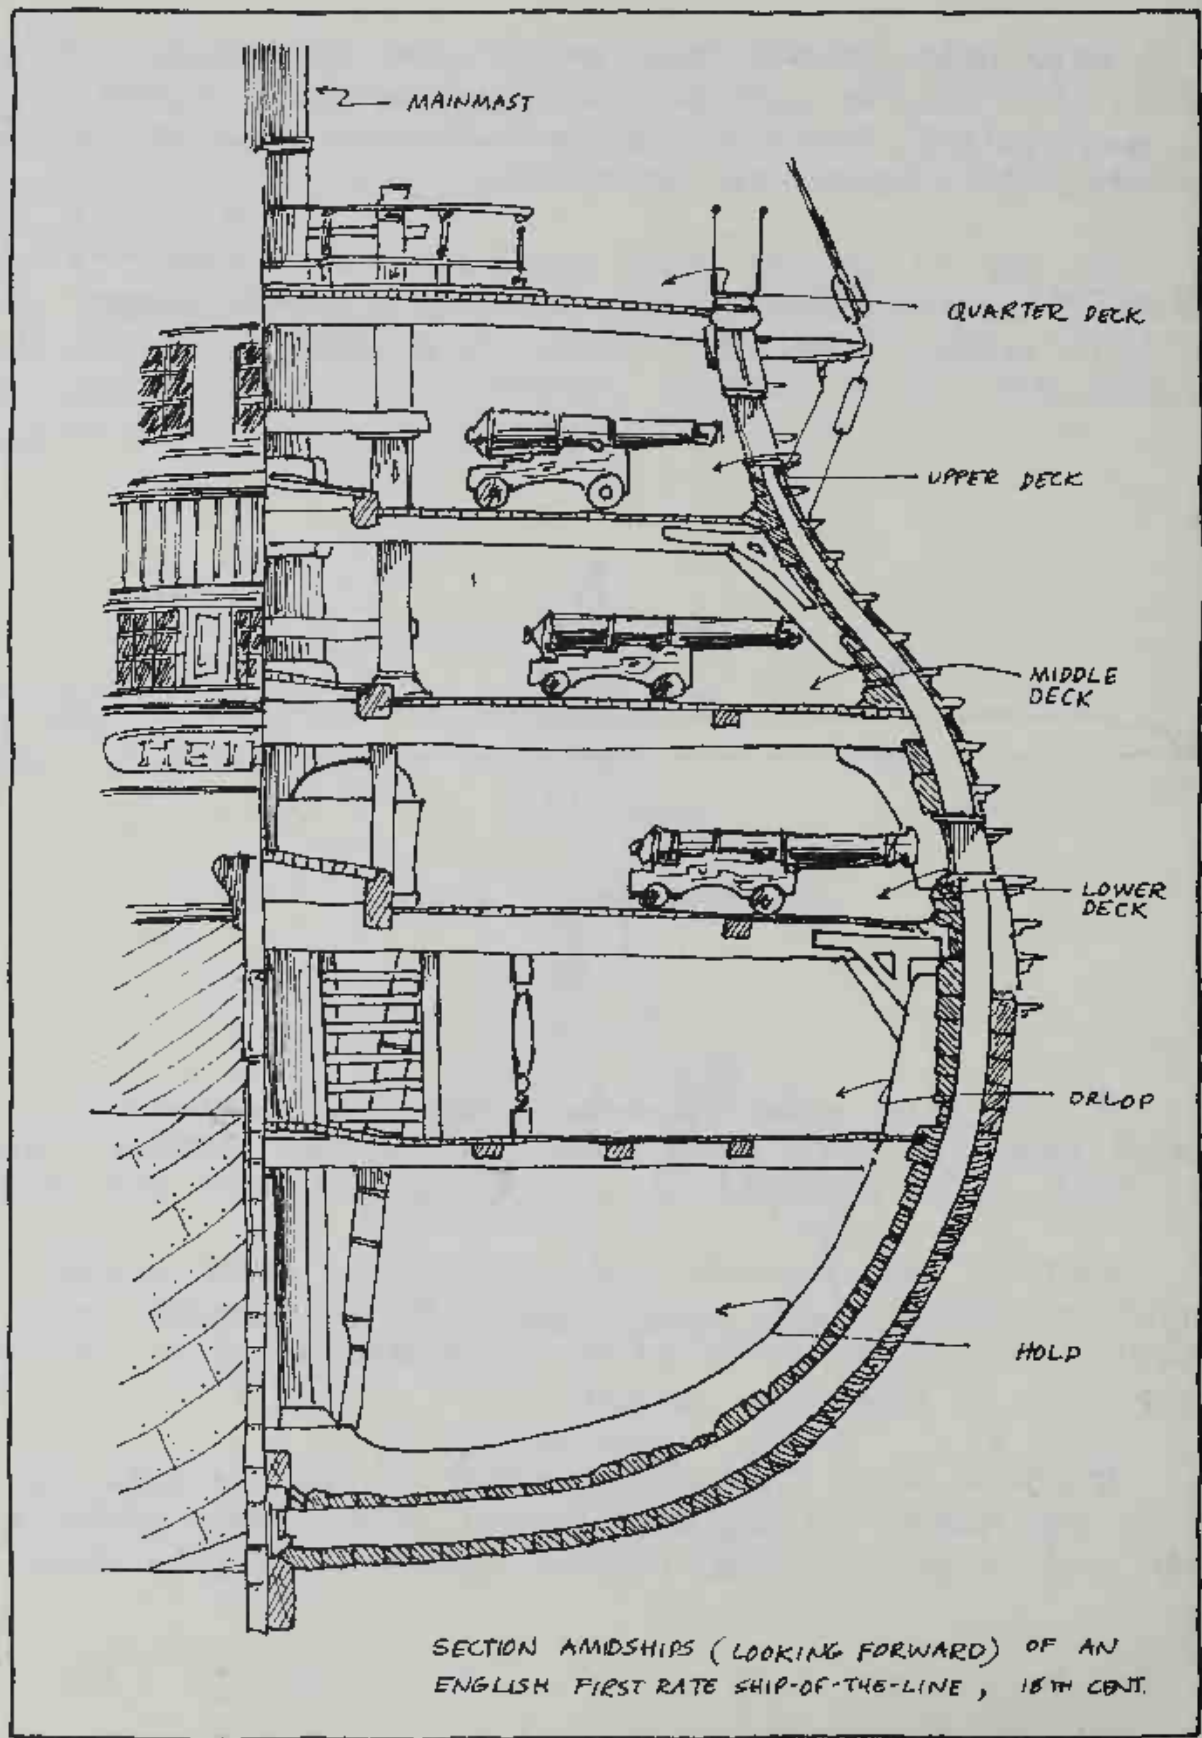 MAINMAST
QUARTER DECK
UPPER DECK
MIDDLE
DECK
HEI
LOWER
DECK
ORLOP
HOLD
SECTION AMIDSHIPS (LOOKING FORWARD) OF AN
ENGLISH FIRST RATE SHIP-OF-THE-LINE, 18TH CENT.